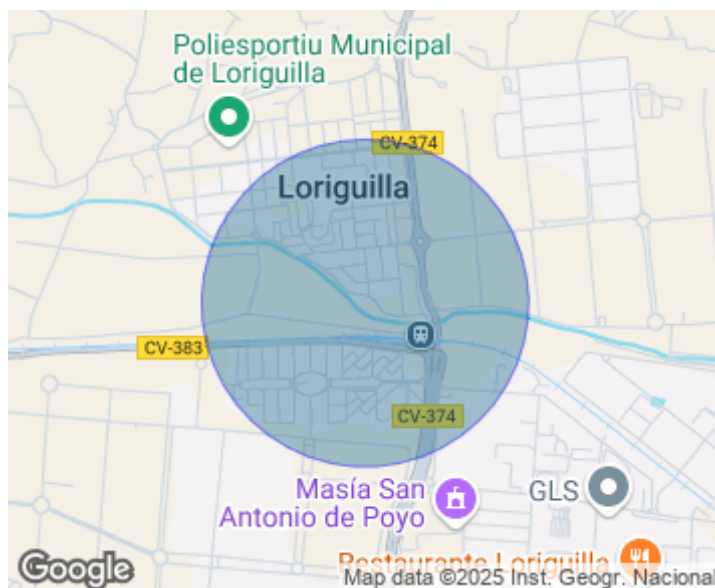 Poliesportiu Municipal
de Loriguilla
CV-374
Loriguilla
CV-383
CV-374
Masía San
Antonio de Poyo
GLS
Restaurante Loriguilla
Google
Map data ©2025 Inst. Geogr. Nacional